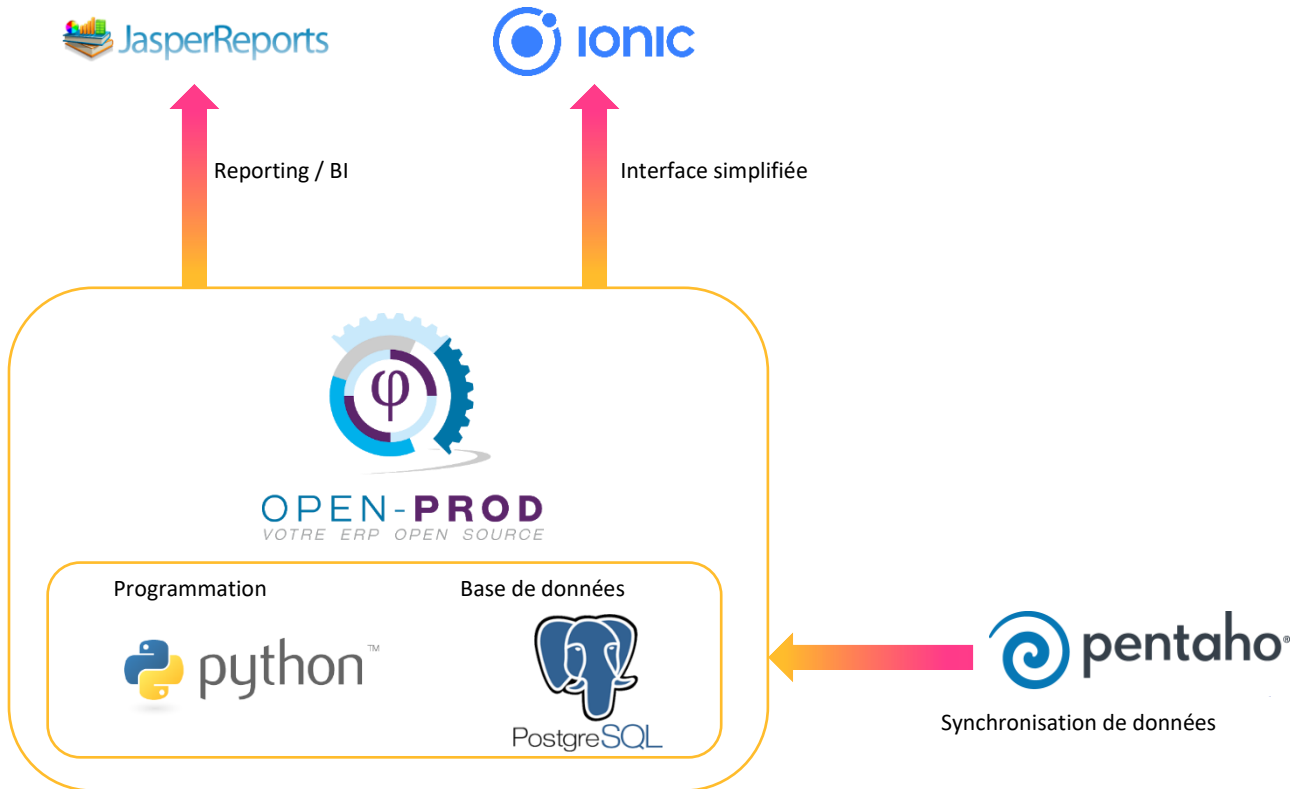 JasperReports
ionic
Reporting / BI
Interface simplifiée
φ
OPEN-PROD
VOTRE ERP OPEN SOURCE
Programmation
Base de données
python™
PostgreSQL
pentaho®
Synchronisation de données